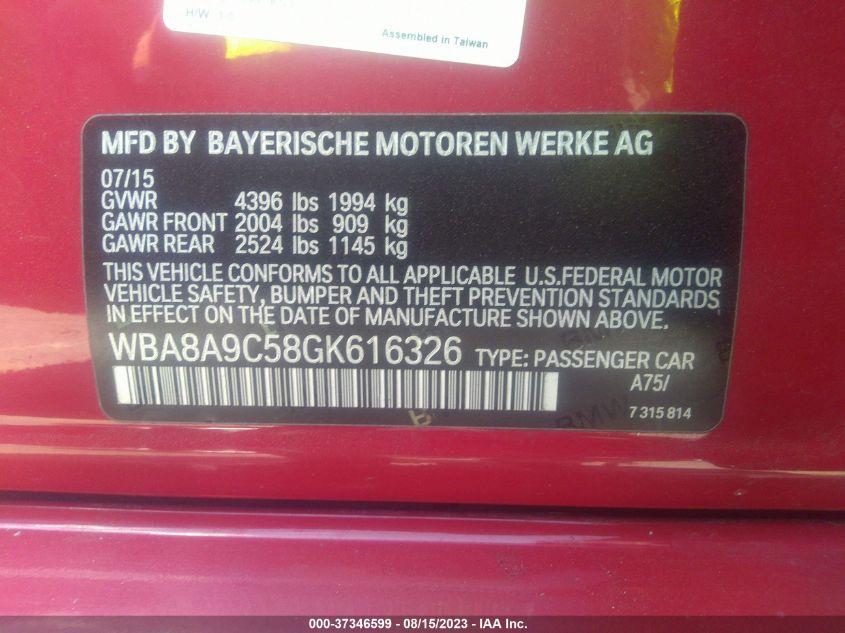 H/W 1.0
Assembled in Taiwan
MFD BY BAYERISCHE MOTOREN WERKE AG
07/15
GVWR 4396 lbs 1994 kg
GAWR FRONT 2004 lbs 909 kg
GAWR REAR 2524 lbs 1145 kg
THIS VEHICLE CONFORMS TO ALL APPLICABLE U.S.FEDERAL MOTOR
VEHICLE SAFETY, BUMPER AND THEFT PREVENTION STANDARDS
IN EFFECT ON THE DATE OF MANUFACTURE SHOWN ABOVE.
WBA8A9C58GK616326 TYPE: PASSENGER CAR
A75/
7 315 814
BMW
000-37346599 - 08/15/2023 - IAA Inc.